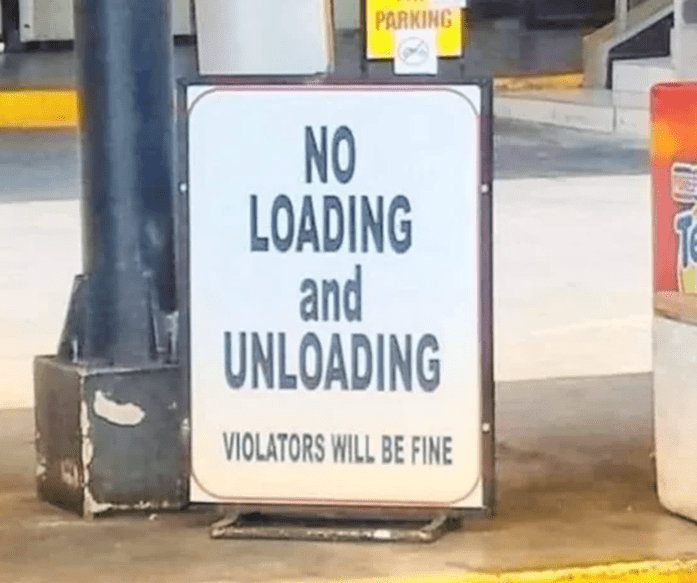 PARKING
NO
LOADING
and
UNLOADING
VIOLATORS WILL BE FINE